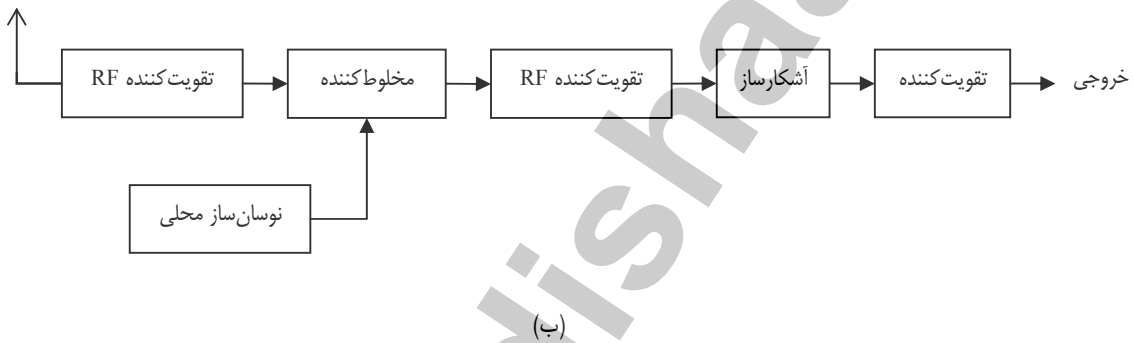 تقویت‌کننده RF
مخلوط‌کننده
تقویت‌کننده RF
آشکارساز
تقویت‌کننده
خروجی
نوسان‌ساز محلی
(ب)